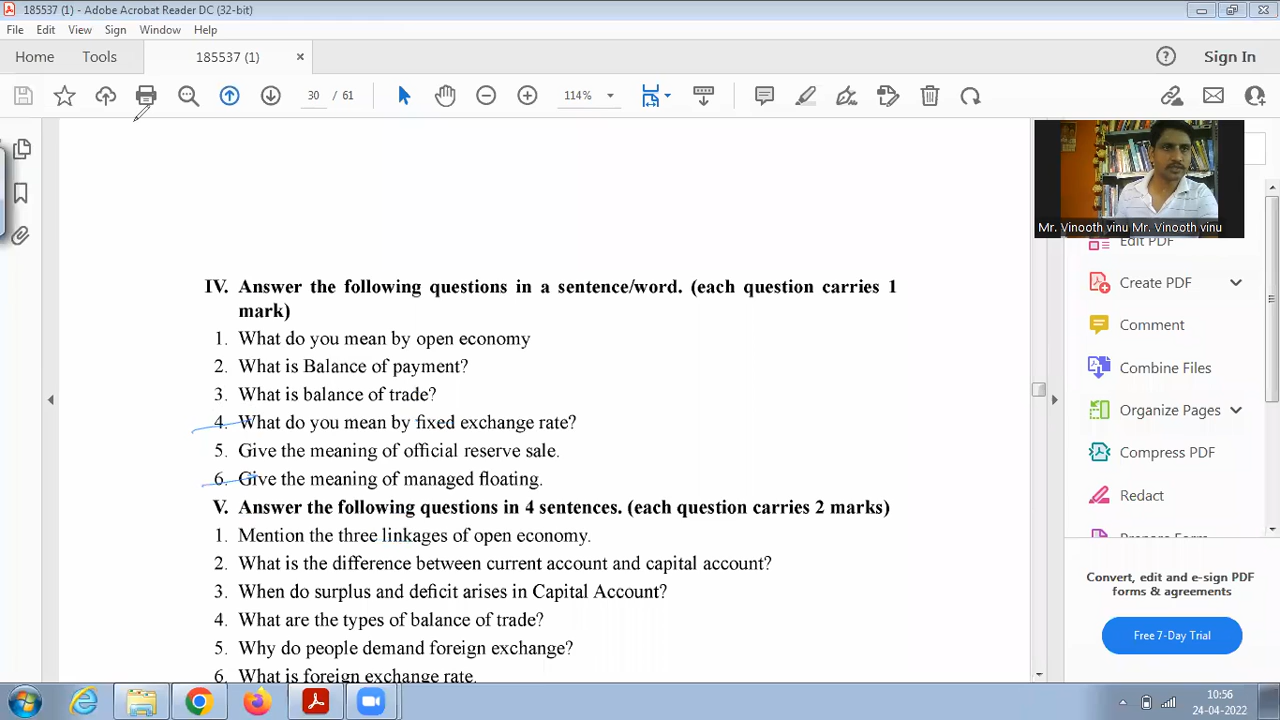 185537 (1) - Adobe Acrobat Reader DC (32-bit)
File Edit View Sign Window Help
Home Tools 185537 (1) × Sign In
30 / 61 114%
Mr. Vinooth vinu Mr. Vinooth vinu
IV. Answer the following questions in a sentence/word. (each question carries 1
mark)
1. What do you mean by open economy
2. What is Balance of payment?
3. What is balance of trade?
4. What do you mean by fixed exchange rate?
5. Give the meaning of official reserve sale.
6. Give the meaning of managed floating.
V. Answer the following questions in 4 sentences. (each question carries 2 marks)
1. Mention the three linkages of open economy.
2. What is the difference between current account and capital account?
3. When do surplus and deficit arises in Capital Account?
4. What are the types of balance of trade?
5. Why do people demand foreign exchange?
6. What is foreign exchange rate.
Edit PDF
Create PDF
Comment
Combine Files
Organize Pages
Compress PDF
Redact
Prepare Form
Convert, edit and e-sign PDF
forms & agreements
Free 7-Day Trial
10:56
24-04-2022